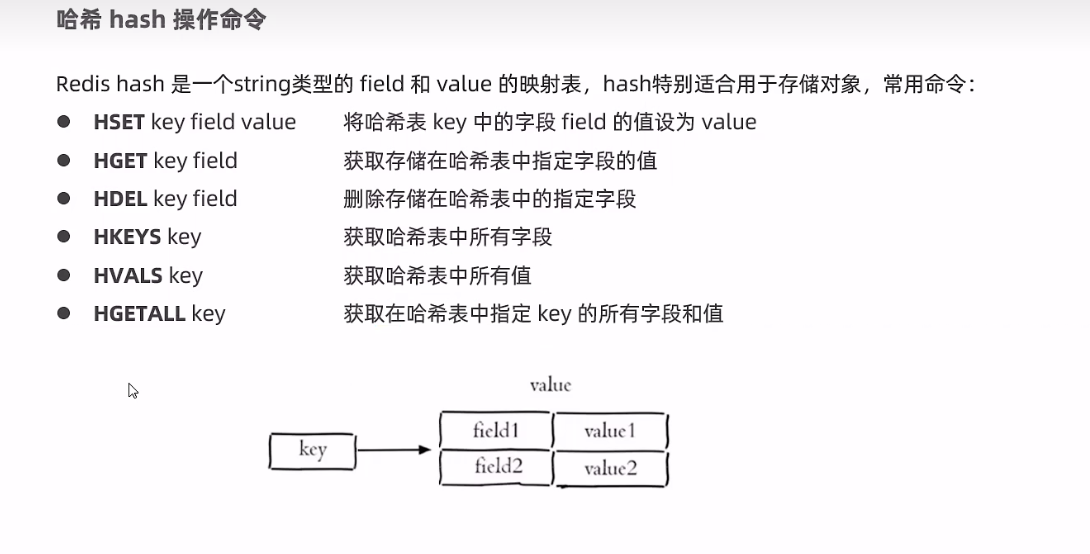 哈希 hash 操作命令
Redis hash 是一个string类型的 field 和 value 的映射表，hash特别适合用于存储对象，常用命令：
● HSET key field value 将哈希表 key 中的字段 field 的值设为 value
● HGET key field 获取存储在哈希表中指定字段的值
● HDEL key field 删除存储在哈希表中的指定字段
● HKEYS key 获取哈希表中所有字段
● HVALS key 获取哈希表中所有值
● HGETALL key 获取在哈希表中指定 key 的所有字段和值
value
field1 value1
key
field2 value2